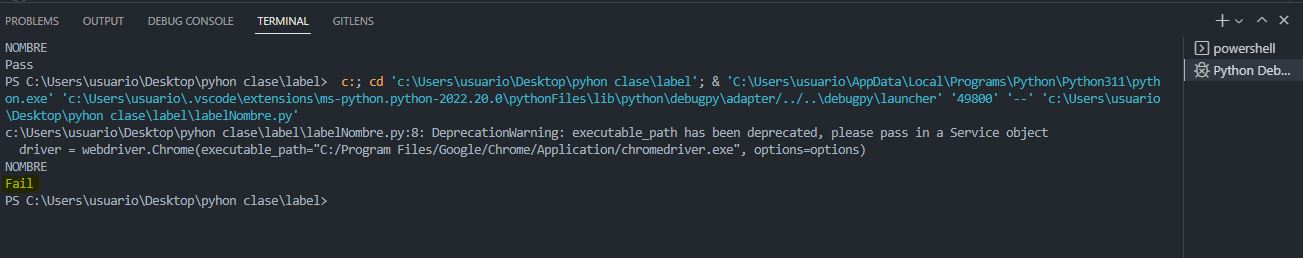 PROBLEMS OUTPUT DEBUG CONSOLE TERMINAL GITLENS
powershell
Python Deb...
NOMBRE
Pass
PS C:\Users\usuario\Desktop\pyhon clase\label>  c:; cd 'c:\Users\usuario\Desktop\pyhon clase\label'; & 'C:\Users\usuario\AppData\Local\Programs\Python\Python311\pyth
on.exe' 'c:\Users\usuario\.vscode\extensions\ms-python.python-2022.20.0\pythonFiles\lib\python\debugpy\adapter/../..\debugpy\launcher' '49800' '--' 'c:\Users\usuario
\Desktop\pyhon clase\label\labelNombre.py'
c:\Users\usuario\Desktop\pyhon clase\label\labelNombre.py:8: DeprecationWarning: executable_path has been deprecated, please pass in a Service object
  driver = webdriver.Chrome(executable_path="C:/Program Files/Google/Chrome/Application/chromedriver.exe", options=options)
NOMBRE
Fail
PS C:\Users\usuario\Desktop\pyhon clase\label>